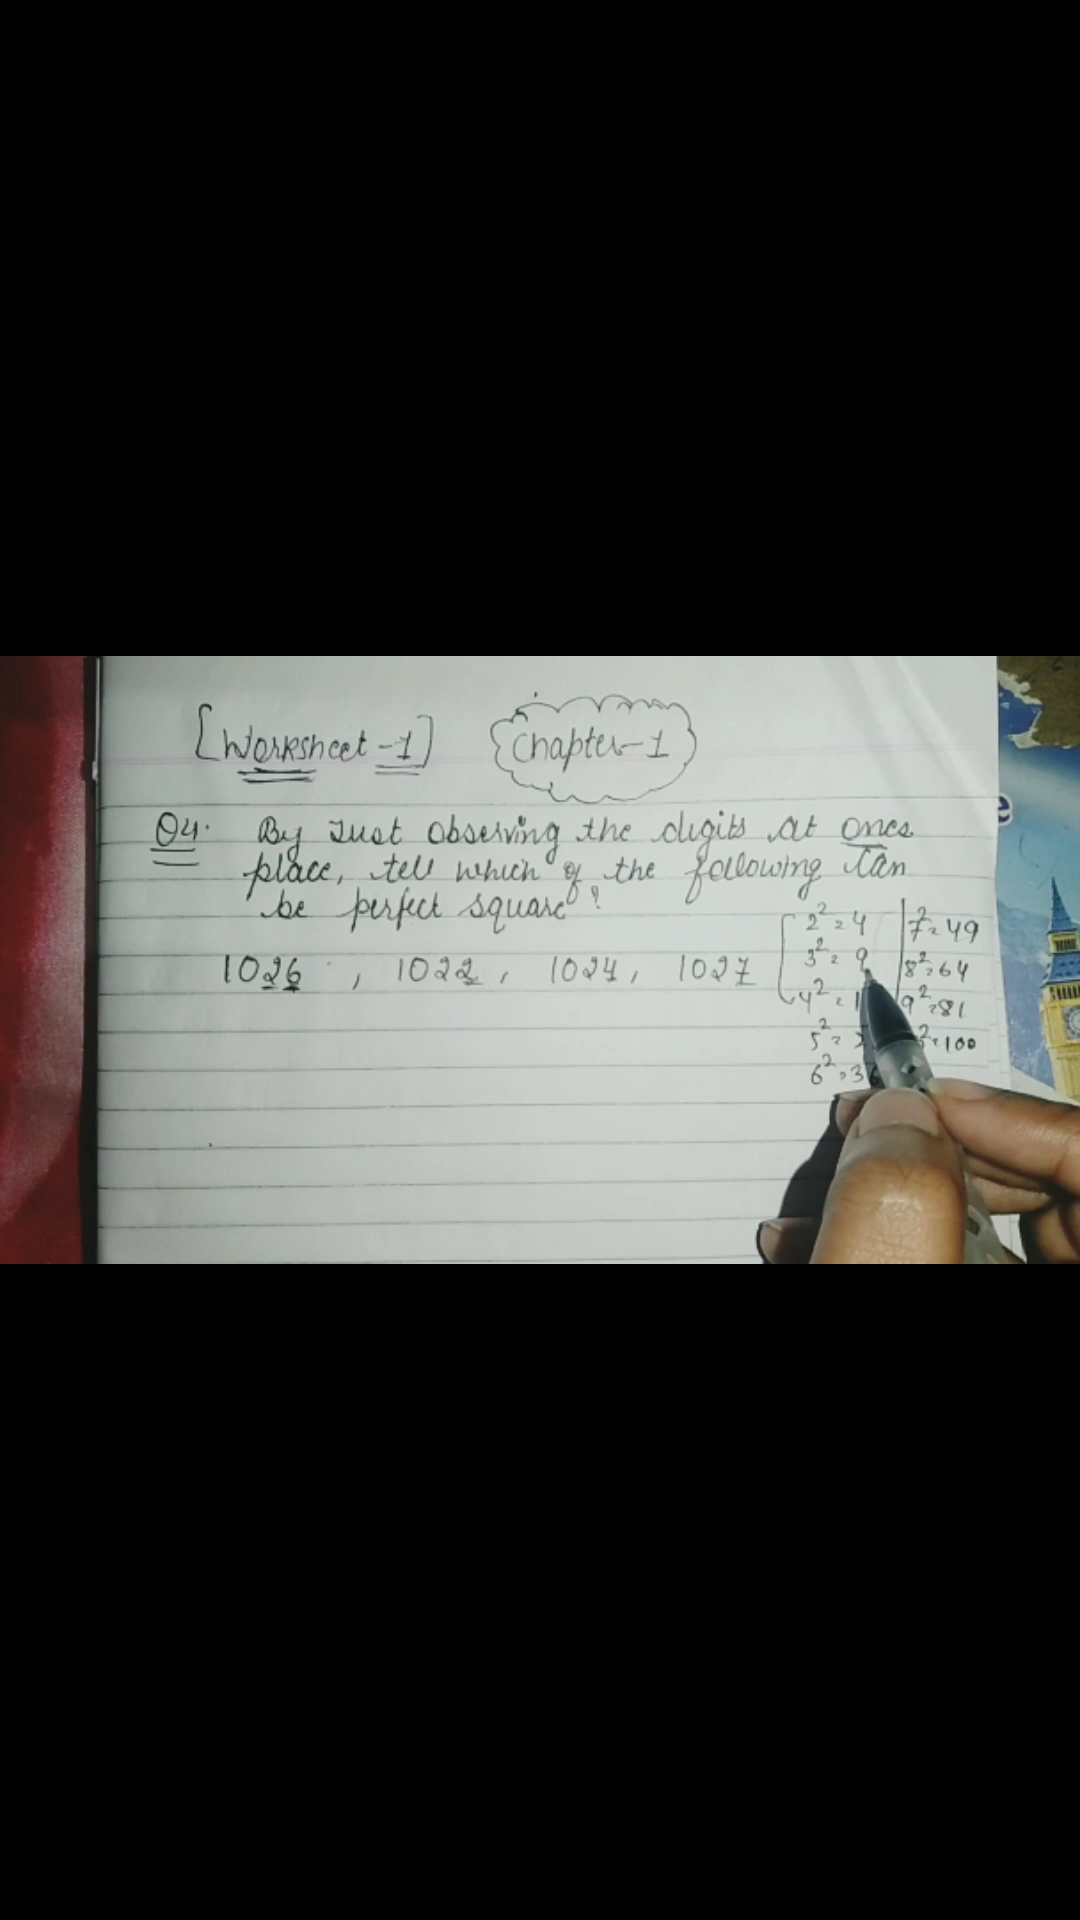 [Worksheet-1] Chapter-1
Q4. By Just observing the digits at ones
place, tell which of the following can
be perfect square?
1026, 1022, 1024, 1027
2²=4
3²=9
4²=1
5²=
6²=36
7²=49
8²=64
9²=81
²=100
e